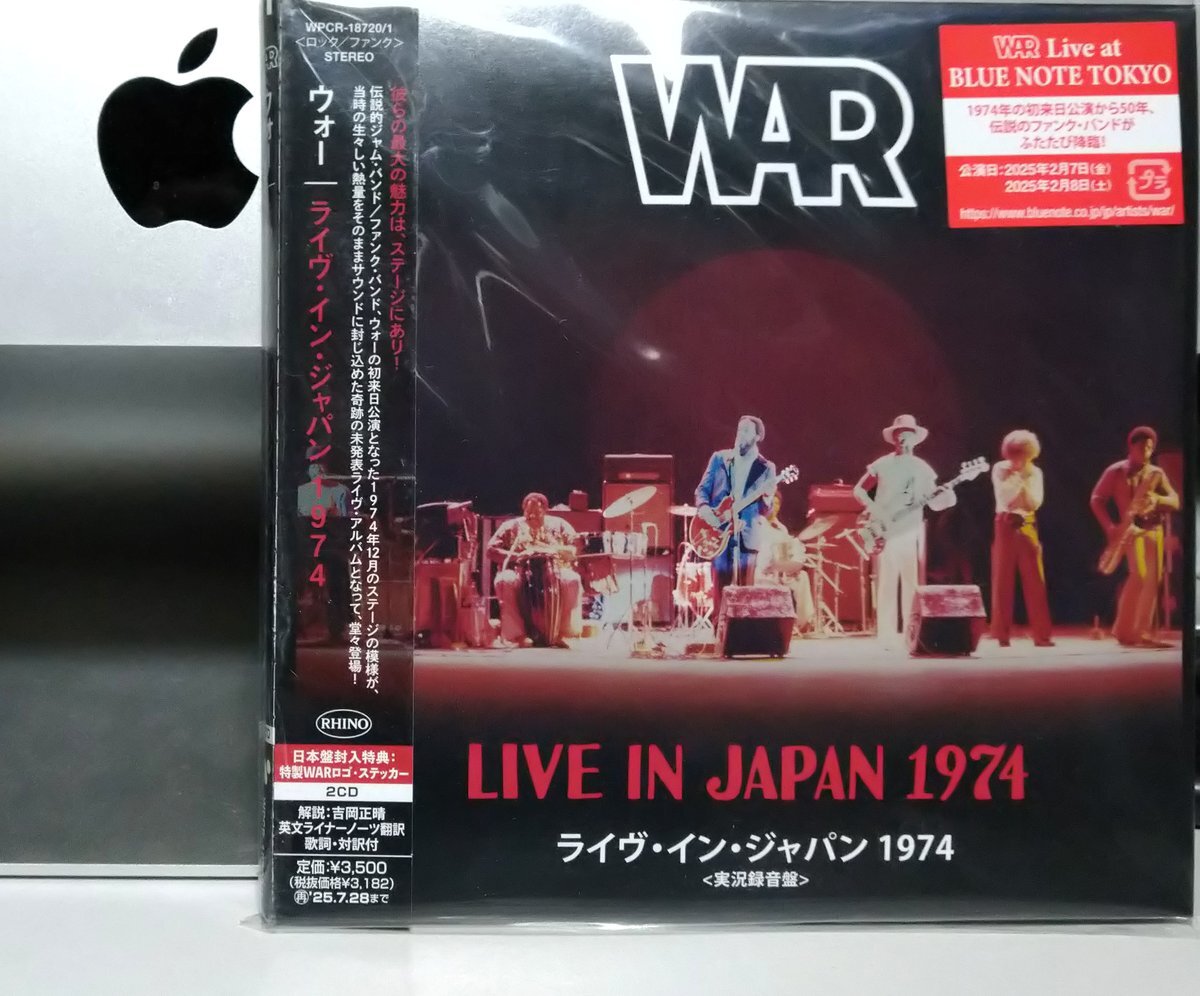 WPCR-18720/1
<ロック/ファンク>
STEREO
ウォー｜ライヴ・イン・ジャパン 1974
彼らの最大の魅力は、ステージにあり!
伝説的ジャム・バンド/ファンク・バンド、ウォーの初来日公演となった1974年12月のステージの模様が、
当時の生々しい熱量をそのままサウンドに封じ込めた奇跡の未発表ライヴ・アルバムとなって、堂々登場!
RHINO
日本盤封入特典:
特製WARロゴ・ステッカー
2CD
解説:吉岡正晴
英文ライナーノーツ翻訳
歌詞・対訳付
定価:¥3,500
(税抜価格¥3,182)
再'25.7.28まで
WAR
WAR Live at
BLUE NOTE TOKYO
1974年の初来日公演から50年、
伝説のファンク・バンドが
ふたたび降臨!
公演日:2025年2月7日(金)
2025年2月8日(土)
プラ
https://www.bluenote.co.jp/jp/artists/war/
LIVE IN JAPAN 1974
ライヴ・イン・ジャパン 1974
<実況録音盤>